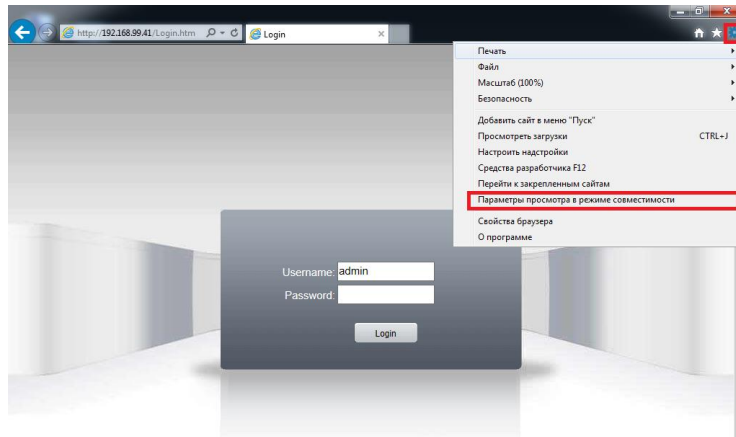 http://192.168.99.41/Login.htm
Login
Печать
Файл
Масштаб (100%)
Безопасность
Добавить сайт в меню "Пуск"
Просмотреть загрузки CTRL+J
Настроить надстройки
Средства разработчика F12
Перейти к закрепленным сайтам
Параметры просмотра в режиме совместимости
Свойства браузера
О программе
Username: admin
Password:
Login